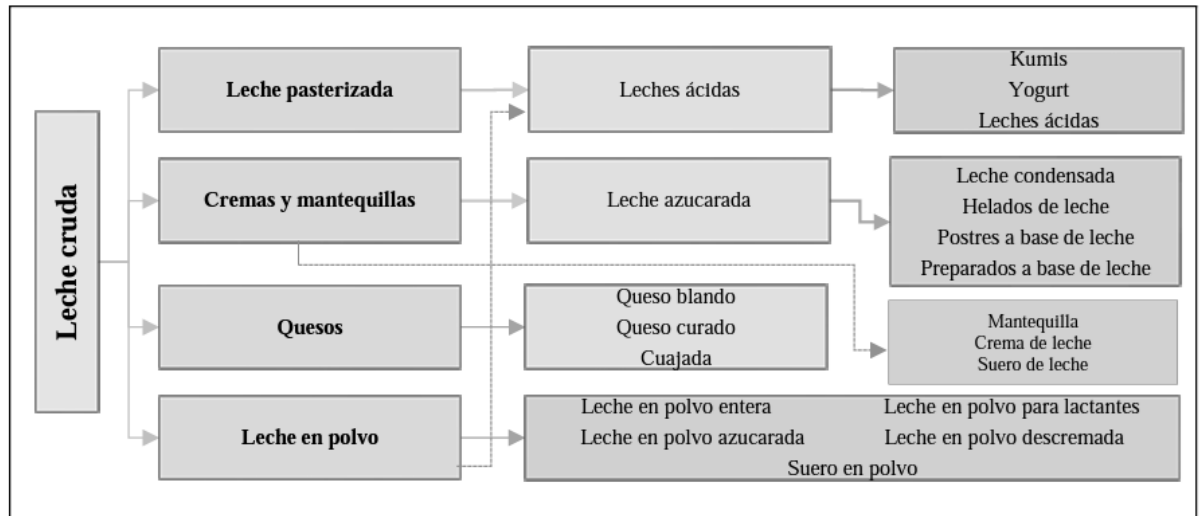 Leche cruda
Leche pasterizada
Leches ácidas
Kumis
Yogurt
Leches ácidas
Cremas y mantequillas
Leche azucarada
Leche condensada
Helados de leche
Postres a base de leche
Preparados a base de leche
Quesos
Queso blando
Queso curado
Cuajada
Mantequilla
Crema de leche
Suero de leche
Leche en polvo
Leche en polvo entera
Leche en polvo para lactantes
Leche en polvo azucarada
Leche en polvo descremada
Suero en polvo